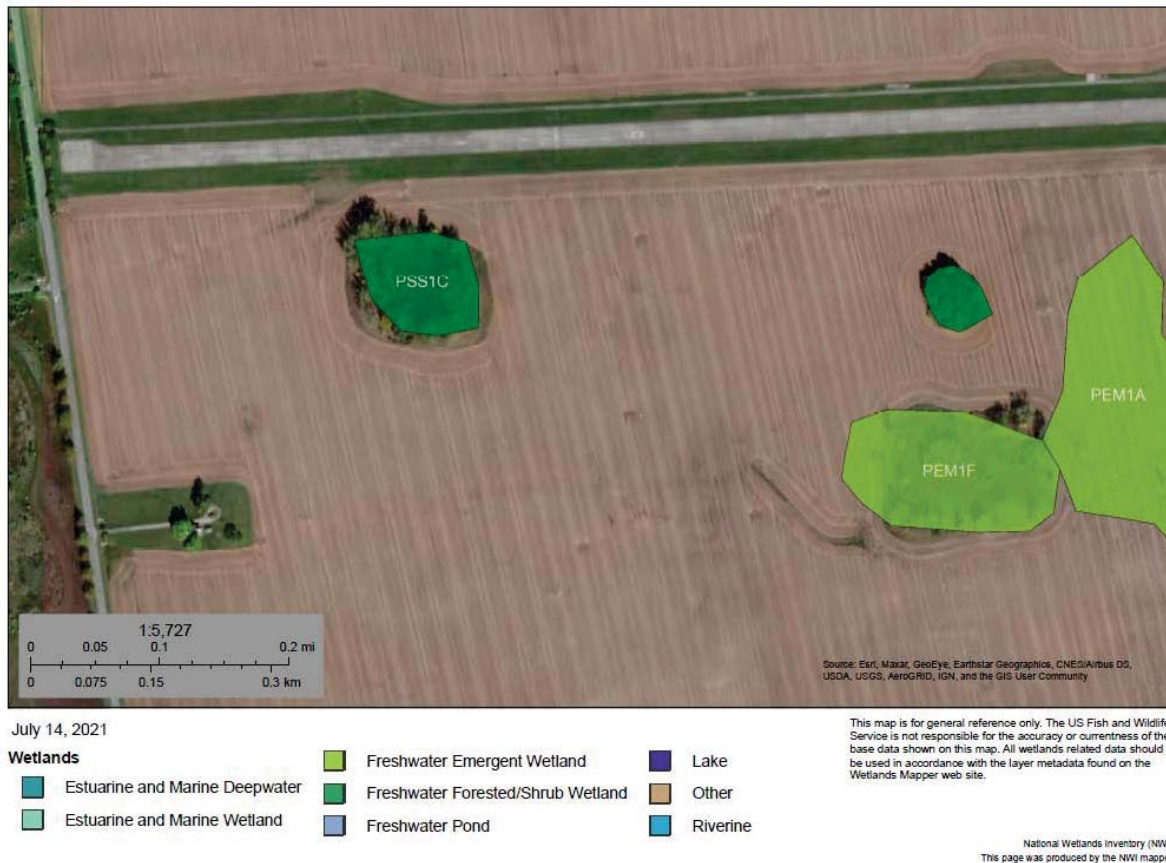 PSS1C
PEM1A
PEM1F
1:5,727
0 0.05 0.1 0.2 mi
0 0.075 0.15 0.3 km
Source: Esri, Maxar, GeoEye, Earthstar Geographics, CNES/Airbus DS,
USDA, USGS, AeroGRID, IGN, and the GIS User Community
July 14, 2021
Wetlands
Estuarine and Marine Deepwater
Estuarine and Marine Wetland
Freshwater Emergent Wetland
Freshwater Forested/Shrub Wetland
Freshwater Pond
Lake
Other
Riverine
This map is for general reference only. The US Fish and Wildlife
Service is not responsible for the accuracy or currentness of the
base data shown on this map. All wetlands related data should
be used in accordance with the layer metadata found on the
Wetlands Mapper web site.
National Wetlands Inventory (NW
This page was produced by the NWI mappe